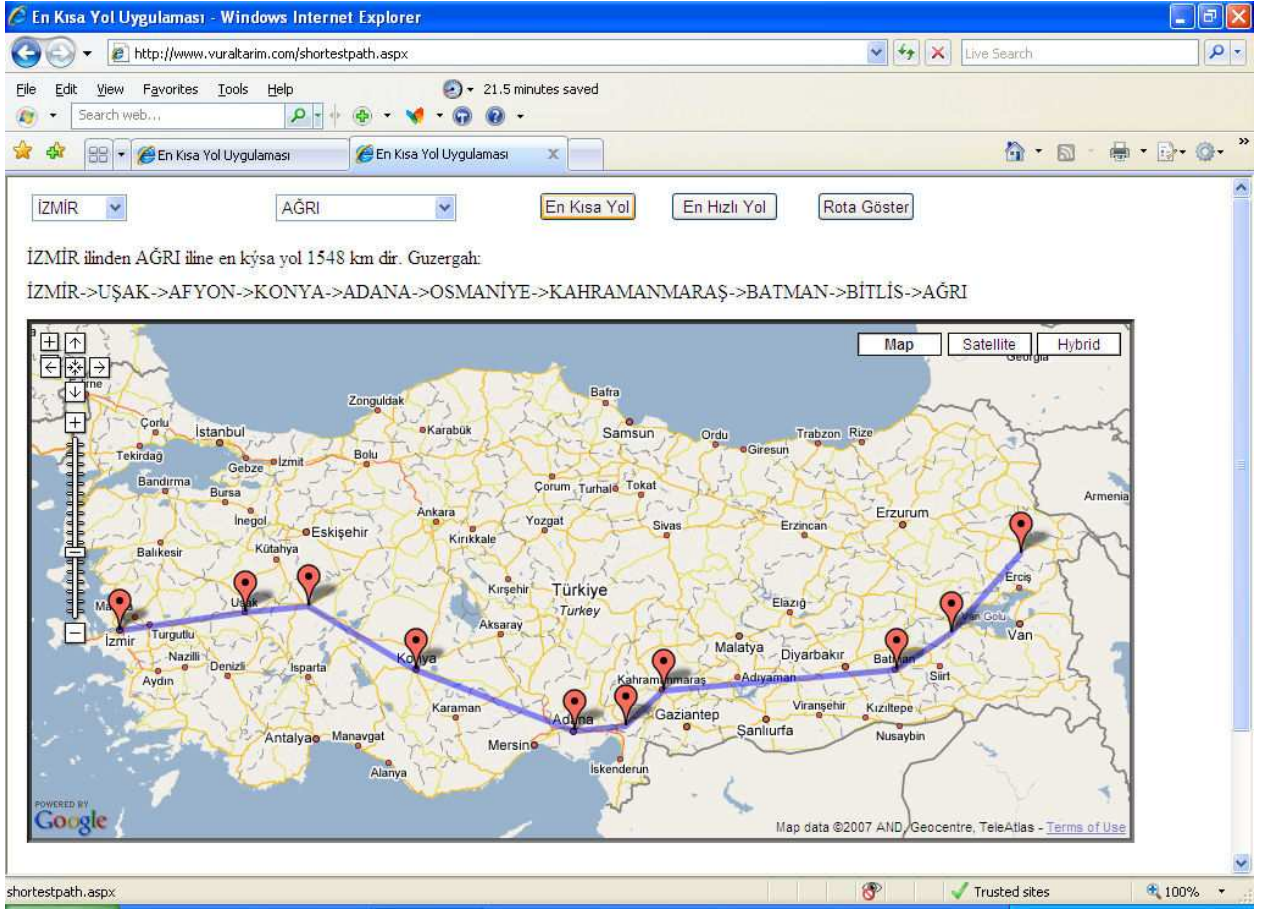 En Kısa Yol Uygulaması - Windows Internet Explorer
http://www.vuraltarim.com/shortestpath.aspx
Live Search
File Edit View Favorites Tools Help
21.5 minutes saved
Search web...
En Kısa Yol Uygulaması
En Kısa Yol Uygulaması
İZMİR
AĞRI
En Kısa Yol
En Hızlı Yol
Rota Göster
İZMİR ilinden AĞRI iline en kýsa yol 1548 km dir. Guzergah:
İZMİR->UŞAK->AFYON->KONYA->ADANA->OSMANİYE->KAHRAMANMARAŞ->BATMAN->BİTLİS->AĞRI
Map
Satellite
Hybrid
Georgia
Zonguldak
Bafra
Çorlu
İstanbul
Karabük
Samsun
Ordu
Trabzon
Rize
Giresun
Tekirdağ
Gebze
İzmit
Bolu
Bandırma
Bursa
Çorum
Turhal
Tokat
Armenia
İnegol
Eskişehir
Ankara
Kırıkkale
Yozgat
Sivas
Erzincan
Erzurum
Balıkesir
Kütahya
Kırşehir
Türkiye
Turkey
Elazığ
Erciş
Uşak
Aksaray
Van Golu
Van
İzmir
Turgutlu
Nazilli
Denizli
Isparta
Konya
Malatya
Diyarbakır
Batman
Siirt
Aydın
Kahramanmaraş
Adıyaman
Karaman
Adana
Gaziantep
Viranşehir
Kızıltepe
Şanlıurfa
Nusaybin
Antalya
Manavgat
Mersin
Alanya
İskenderun
POWERED BY
Google
Map data ©2007 AND, Geocentre, TeleAtlas - Terms of Use
shortestpath.aspx
Trusted sites
100%